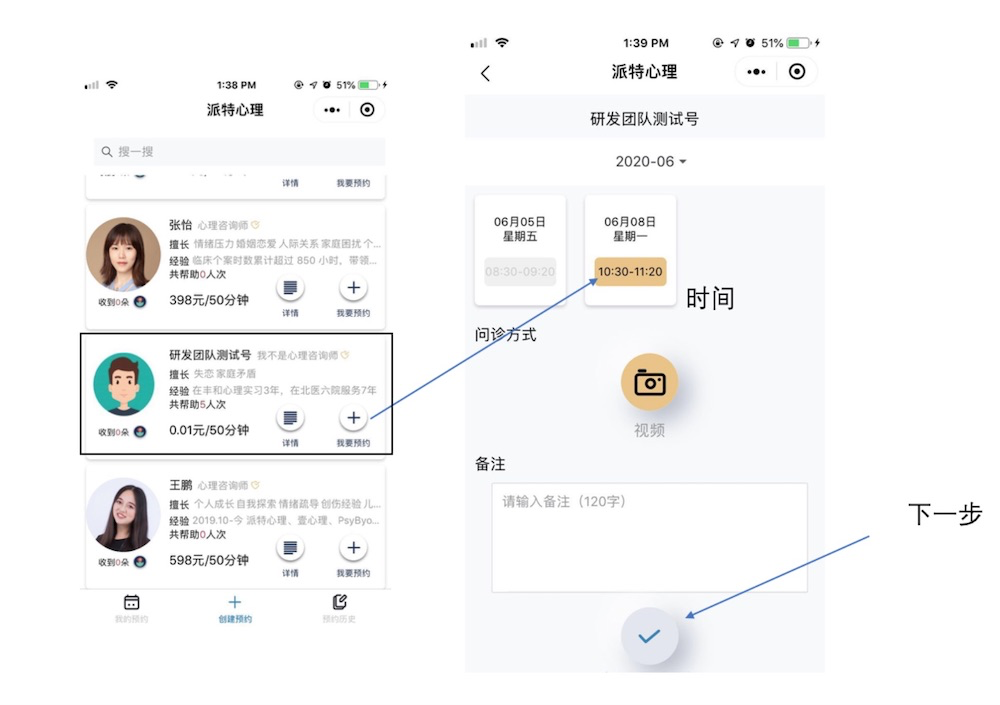 1:38 PM
51%
派特心理
搜一搜
详情
我要预约
张怡 心理咨询师
擅长 情绪压力 婚姻恋爱 人际关系 家庭困扰 个...
经验 临床个案时数累计超过 850 小时，带领...
共帮助0人次
收到0朵
398元/50分钟
详情
我要预约
研发团队测试号 我不是心理咨询师
擅长 失恋 家庭矛盾
经验 在丰和心理实习3年，在北医六院服务7年
共帮助5人次
收到0朵
0.01元/50分钟
详情
我要预约
王鹏 心理咨询师
擅长 个人成长 自我探索 情绪疏导 创伤经验 儿...
经验 2019.10-今 派特心理、壹心理、PsyByo...
共帮助0人次
收到0朵
598元/50分钟
详情
我要预约
我的预约
创建预约
预约历史
1:39 PM
51%
派特心理
研发团队测试号
2020-06
06月05日
星期五
08:30-09:20
06月08日
星期一
10:30-11:20
时间
问诊方式
视频
备注
请输入备注（120字）
下一步